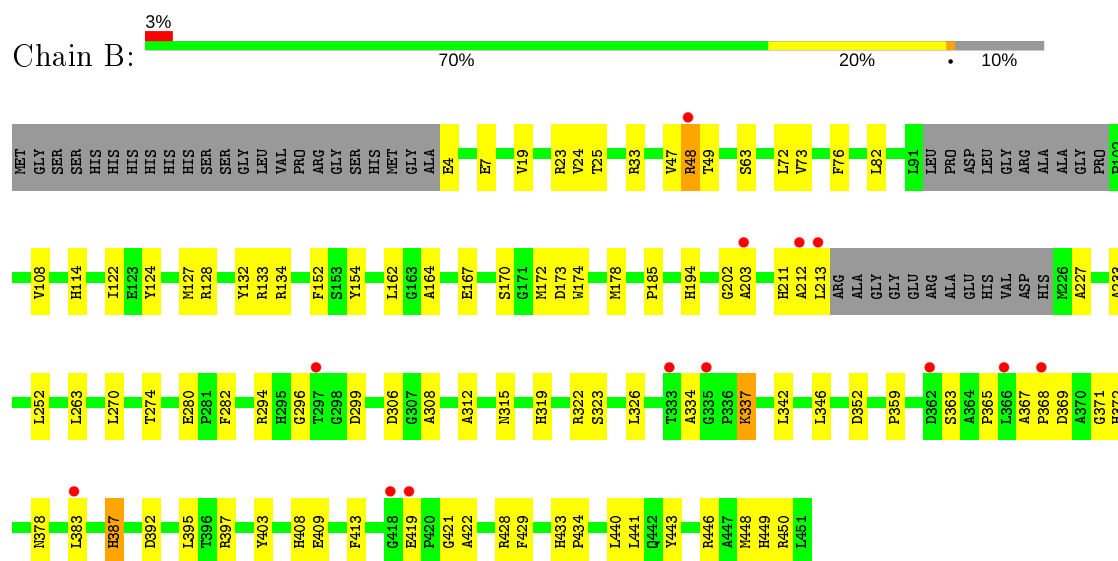 3%
Chain B:
70% 20% • 10%
MET GLY SER SER HIS HIS HIS HIS HIS HIS SER SER GLY LEU VAL PRO ARG GLY SER HIS MET GLY ALA E4 E7 V19 R23 V24 T25 R33 V47 R48 T49 S63 L72 V73 F76 L82 L91 LEU PRO ASP LEU GLY ARG ALA ALA GLY PRO
V108 H114 I122 E123 Y124 M127 R128 Y132 R133 R134 F152 S153 Y154 L162 G163 A164 E167 S170 G171 M172 D173 W174 M178 P185 H194 G202 A203 H211 A212 L213 ARG ALA GLY GLY GLU ARG ALA GLU HIS VAL ASP HIS M226 A227 A233
L252 L263 L270 T274 E280 P281 F282 R294 H295 G296 T297 G298 D299 D306 G307 A308 A312 N315 H319 R322 S323 L326 T333 A334 G335 P336 K337 L342 L346 D352 P359 D362 S363 A364 P365 L366 A367 P368 D369 A370 G371 H372
N378 L383 H387 D392 L395 T396 R397 Y403 H408 E409 F413 G418 E419 P420 G421 A422 R428 F429 H433 P434 L440 L441 Q442 Y443 R446 A447 M448 H449 R450 L451